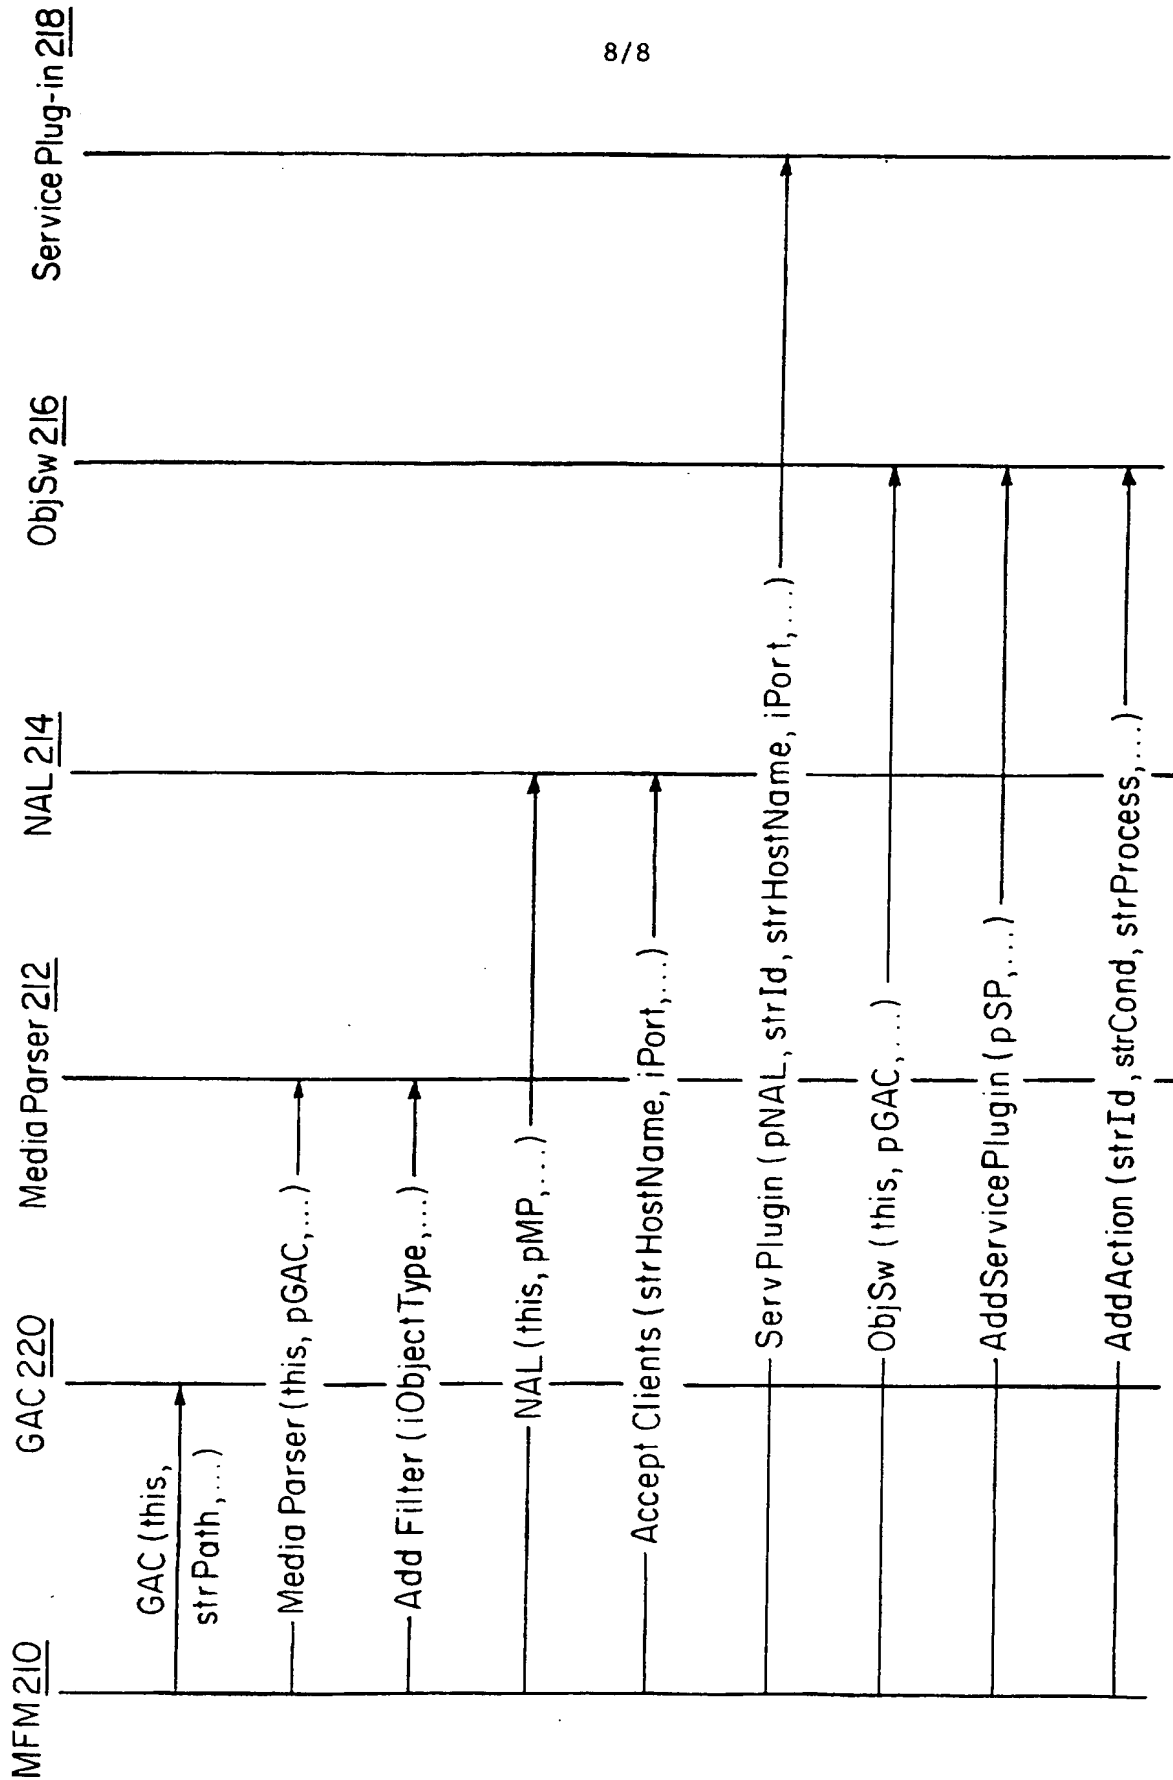 8/8
MFM 210
GAC 220
Media Parser 212
NAL 214
ObjSw 216
Service Plug-in 218
GAC (this,
strPath,...)
Media Parser (this, pGAC,...)
Add Filter (iObjectType,...)
NAL (this, pMP,...)
Accept Clients (strHostName, iPort,...)
ServPlugin (pNAL, strId, strHostName, iPort,...)
ObjSw (this, pGAC,...)
AddServicePlugin (pSP,...)
AddAction (strId, strCond, strProcess,...)